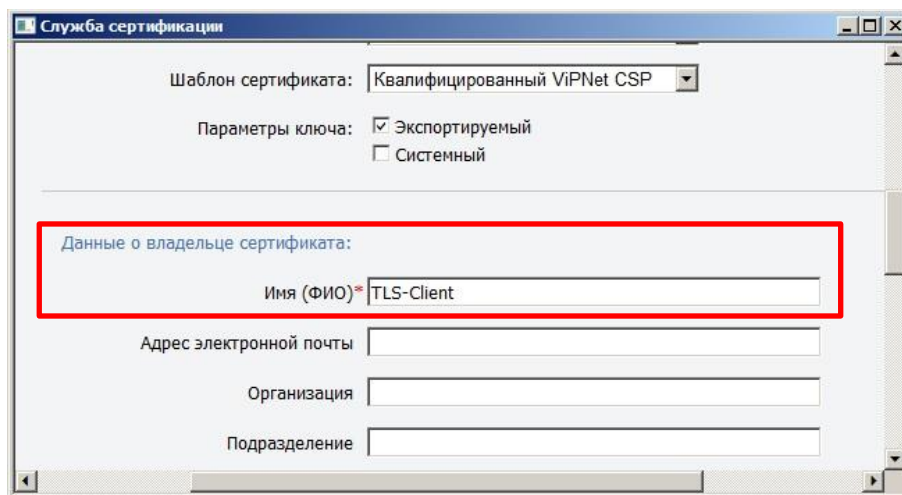 Служба сертификации
Шаблон сертификата: Квалифицированный ViPNet CSP
Параметры ключа: Экспортируемый
Системный
Данные о владельце сертификата:
Имя (ФИО)* TLS-Client
Адрес электронной почты
Организация
Подразделение